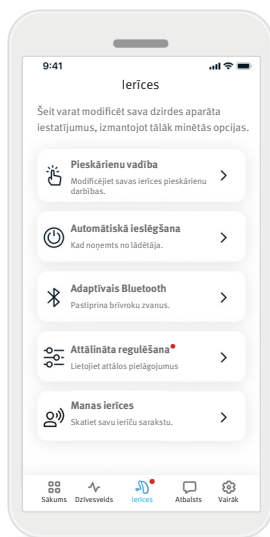 9:41
Ierīces
Šeit varat modificēt sava dzirdes aparāta
iestatījumus, izmantojot tālāk minētās opcijas.
Pieskārienu vadība
Modificējiet savas ierīces pieskārienu
darbības.
Automātiskā ieslēgšana
Kad noņemts no lādētāja.
Adaptīvais Bluetooth
Pastiprina brīvroku zvanus.
Attālināta regulēšana
Lietojiet attālos pielāgojumus
Manas ierīces
Skatiet savu ierīču sarakstu.
Sākums Dzīvesveids Ierīces Atbalsts Vairāk